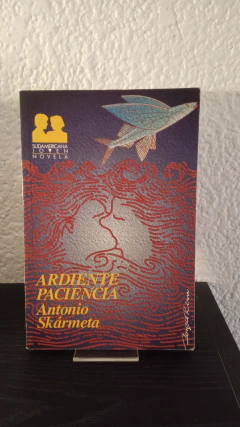 SUDAMERICANA
JOVEN
NOVELA
ARDIENTE
PACIENCIA
Antonio
Skármeta